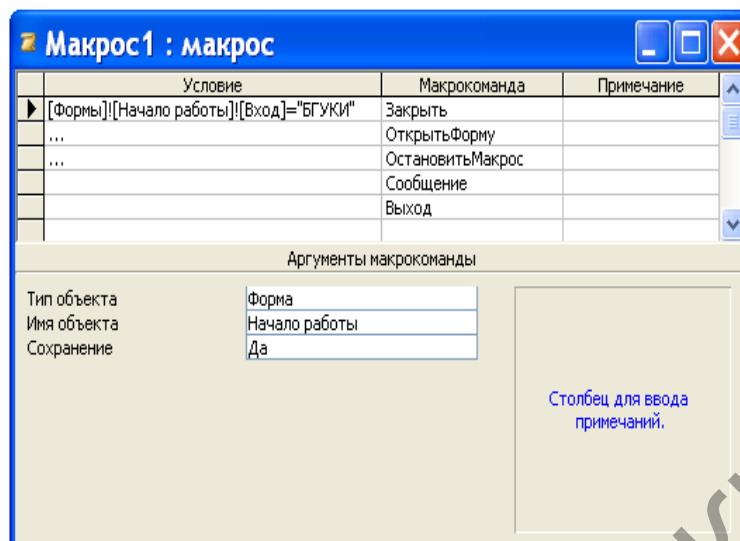 Макрос1 : макрос
Условие Макрокоманда Примечание
[Формы]![Начало работы]![Вход]="БГУКИ" Закрыть
... ОткрытьФорму
... ОстановитьМакрос
Сообщение
Выход
Аргументы макрокоманды
Тип объекта Форма
Имя объекта Начало работы
Сохранение Да
Столбец для ввода
примечаний.